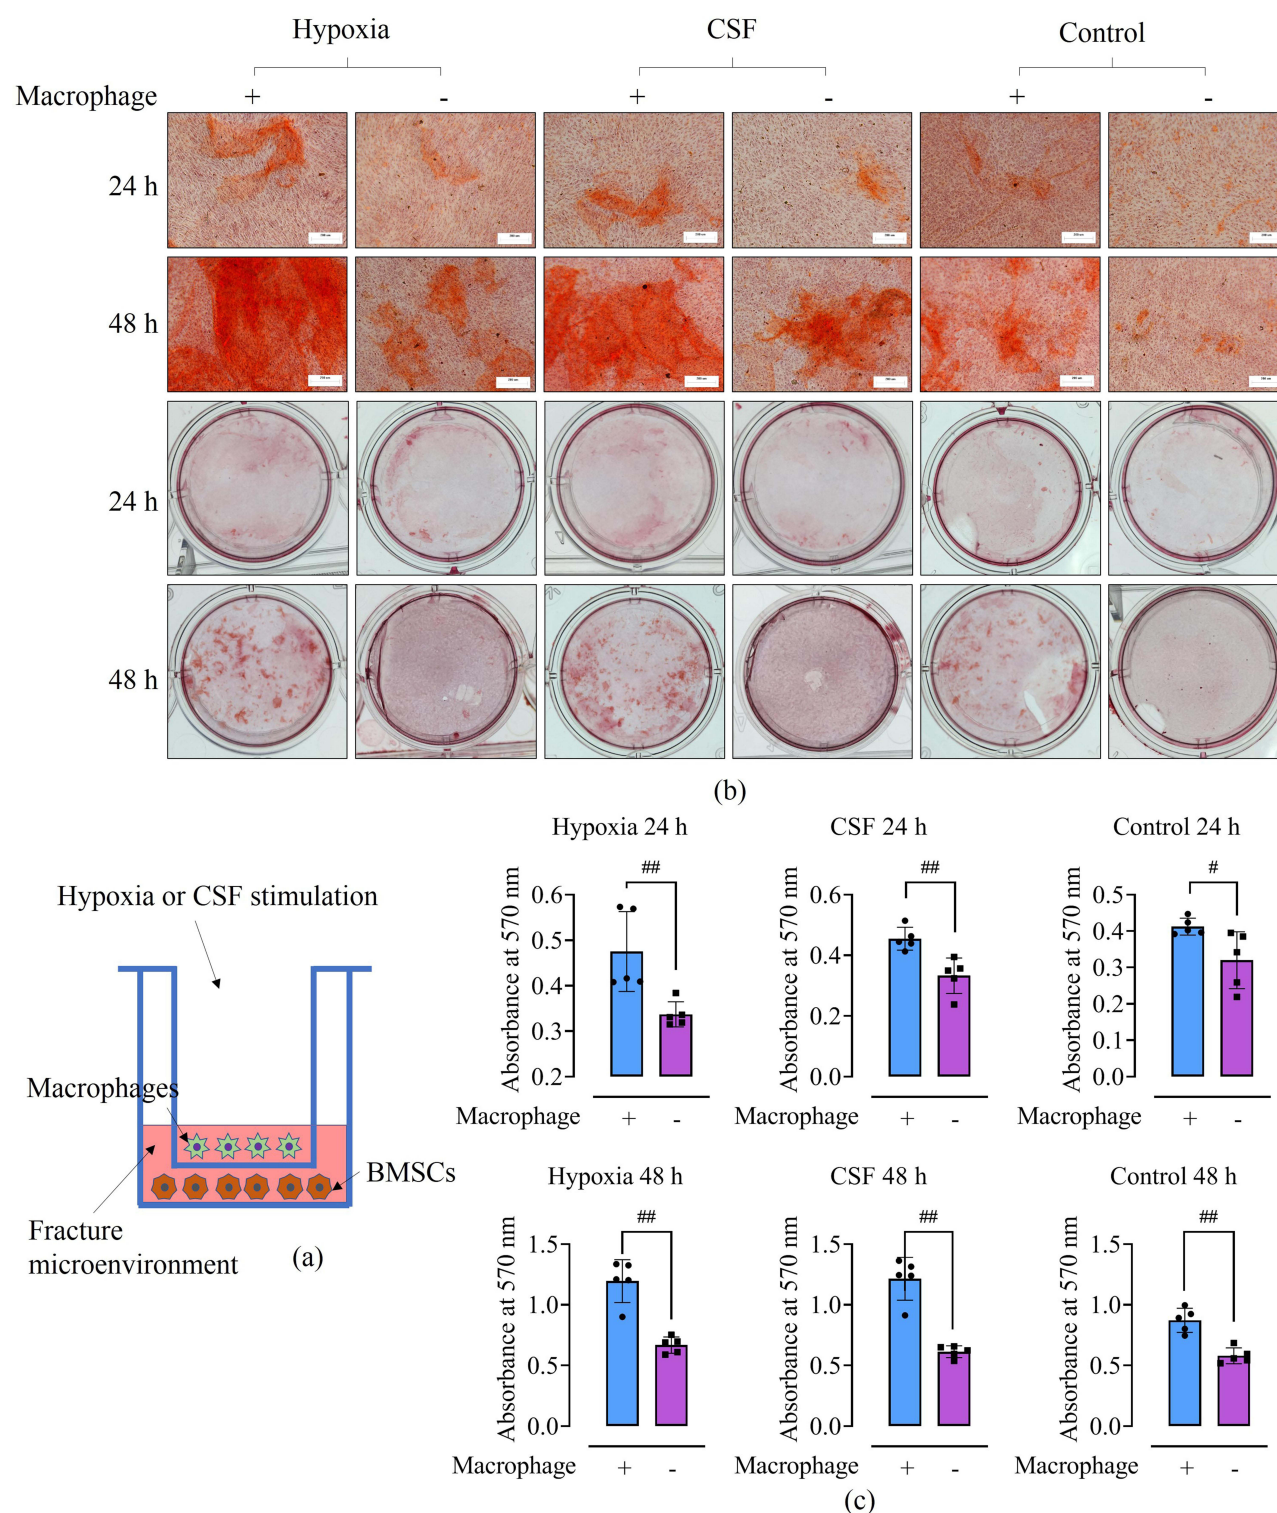 Hypoxia CSF Control
Macrophage + - + - + -
24 h
48 h
24 h
48 h
(b)
Hypoxia or CSF stimulation
Macrophages
BMSCs
Fracture
microenvironment
(a)
Hypoxia 24 h
##
Absorbance at 570 nm
0.6
0.5
0.4
0.3
0.2
Macrophage + -
CSF 24 h
##
Absorbance at 570 nm
0.6
0.4
0.2
0.0
Macrophage + -
Control 24 h
#
Absorbance at 570 nm
0.5
0.4
0.3
0.2
0.1
0.0
Macrophage + -
Hypoxia 48 h
##
Absorbance at 570 nm
1.5
1.0
0.5
0.0
Macrophage + -
CSF 48 h
##
Absorbance at 570 nm
1.5
1.0
0.5
0.0
Macrophage + -
Control 48 h
##
Absorbance at 570 nm
1.5
1.0
0.5
0.0
Macrophage + -
(c)